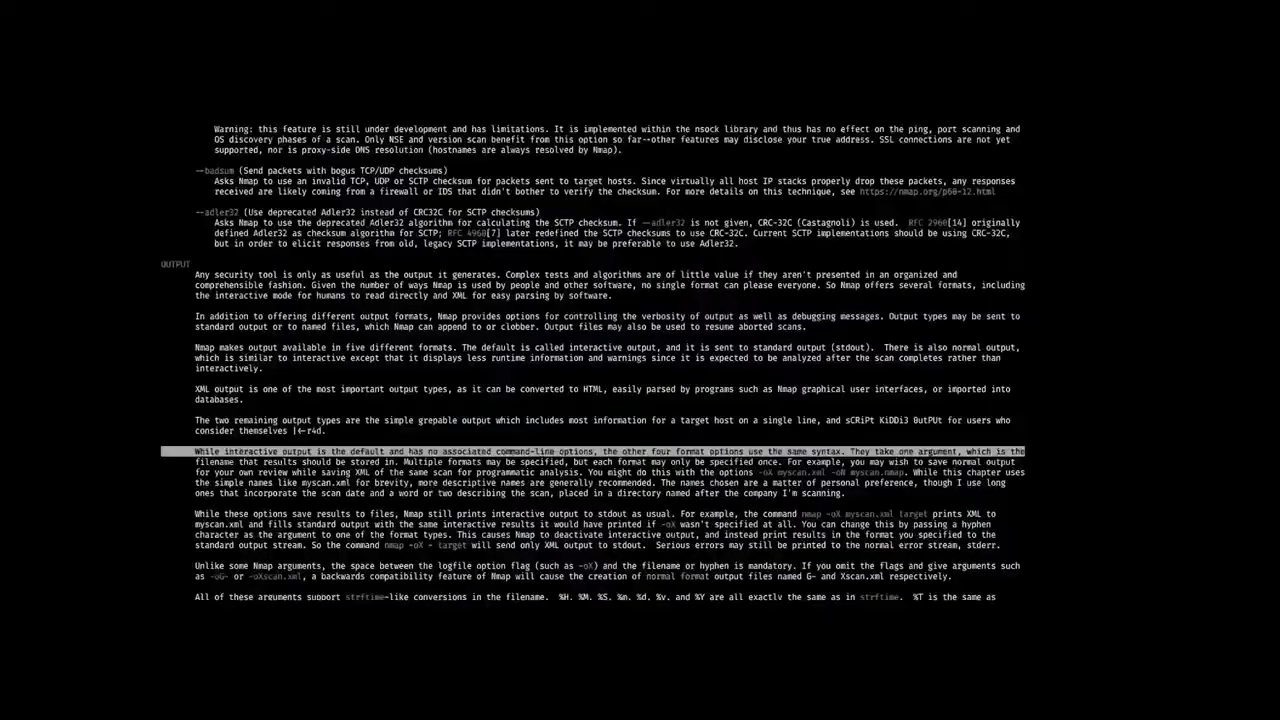 Warning: this feature is still under development and has limitations. It is implemented within the nsock library and thus has no effect on the ping, port scanning and
OS discovery phases of a scan. Only NSE and version scan benefit from this option so far--other features may disclose your true address. SSL connections are not yet
supported, nor is proxy-side DNS resolution (hostnames are always resolved by Nmap).
--badsum (Send packets with bogus TCP/UDP checksums)
Asks Nmap to use an invalid TCP, UDP or SCTP checksum for packets sent to target hosts. Since virtually all host IP stacks properly drop these packets, any responses
received are likely coming from a firewall or IDS that didn't bother to verify the checksum. For more details on this technique, see https://nmap.org/p60-12.html
--adler32 (Use deprecated Adler32 instead of CRC32C for SCTP checksums)
Asks Nmap to use the deprecated Adler32 algorithm for calculating the SCTP checksum. If --adler32 is not given, CRC-32C (Castagnoli) is used. RFC 2960[14] originally
defined Adler32 as checksum algorithm for SCTP; RFC 4960[7] later redefined the SCTP checksums to use CRC-32C. Current SCTP implementations should be using CRC-32C,
but in order to elicit responses from old, legacy SCTP implementations, it may be preferable to use Adler32.
OUTPUT
Any security tool is only as useful as the output it generates. Complex tests and algorithms are of little value if they aren't presented in an organized and
comprehensible fashion. Given the number of ways Nmap is used by people and other software, no single format can please everyone. So Nmap offers several formats, including
the interactive mode for humans to read directly and XML for easy parsing by software.
In addition to offering different output formats, Nmap provides options for controlling the verbosity of output as well as debugging messages. Output types may be sent to
standard output or to named files, which Nmap can append to or clobber. Output files may also be used to resume aborted scans.
Nmap makes output available in five different formats. The default is called interactive output, and it is sent to standard output (stdout).  There is also normal output,
which is similar to interactive except that it displays less runtime information and warnings since it is expected to be analyzed after the scan completes rather than
interactively.
XML output is one of the most important output types, as it can be converted to HTML, easily parsed by programs such as Nmap graphical user interfaces, or imported into
databases.
The two remaining output types are the simple grepable output which includes most information for a target host on a single line, and sCRiPt KiDDi3 0utPUt for users who
consider themselves |<-r4d.
While interactive output is the default and has no associated command-line options, the other four format options use the same syntax. They take one argument, which is the
filename that results should be stored in. Multiple formats may be specified, but each format may only be specified once. For example, you may wish to save normal output
for your own review while saving XML of the same scan for programmatic analysis. You might do this with the options -oX myscan.xml -oN myscan.nmap. While this chapter uses
the simple names like myscan.xml for brevity, more descriptive names are generally recommended. The names chosen are a matter of personal preference, though I use long
ones that incorporate the scan date and a word or two describing the scan, placed in a directory named after the company I'm scanning.
While these options save results to files, Nmap still prints interactive output to stdout as usual. For example, the command nmap -oX myscan.xml target prints XML to
myscan.xml and fills standard output with the same interactive results it would have printed if -oX wasn't specified at all. You can change this by passing a hyphen
character as the argument to one of the format types. This causes Nmap to deactivate interactive output, and instead print results in the format you specified to the
standard output stream. So the command nmap -oX - target will send only XML output to stdout.  Serious errors may still be printed to the normal error stream, stderr.
Unlike some Nmap arguments, the space between the logfile option flag (such as -oX) and the filename or hyphen is mandatory. If you omit the flags and give arguments such
as -oG- or -oXscan.xml, a backwards compatibility feature of Nmap will cause the creation of normal format output files named G- and Xscan.xml respectively.
All of these arguments support strftime-like conversions in the filename.  %H, %M, %S, %m, %d, %y, and %Y are all exactly the same as in strftime.  %T is the same as